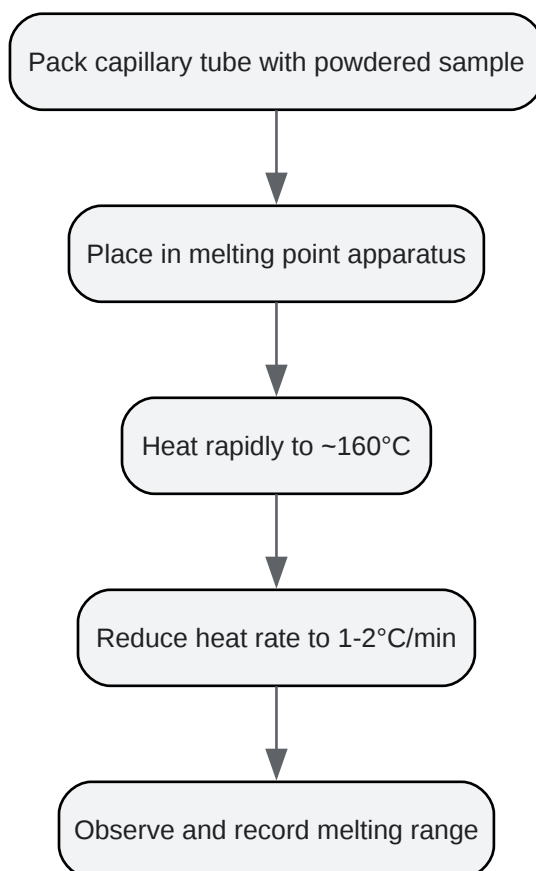 Pack capillary tube with powdered sample
Place in melting point apparatus
Heat rapidly to ~160°C
Reduce heat rate to 1-2°C/min
Observe and record melting range